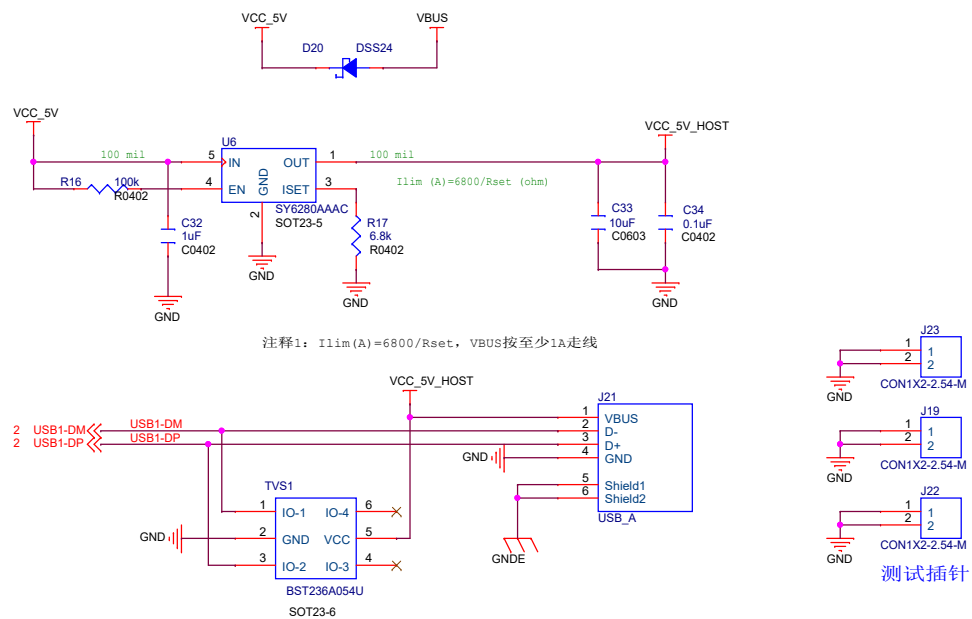 VCC_5V
VBUS
D20
DSS24
VCC_5V
VCC_5V_HOST
U6
100 mil
5
IN
OUT
1
100 mil
R16
100k
R0402
4
EN
GND
ISET
3
Ilim (A)=6800/Rset (ohm)
2
SY6280AAAC
SOT23-5
C32
1uF
C0402
R17
6.8k
R0402
C33
10uF
C0603
C34
0.1uF
C0402
GND
GND
GND
GND
注释1: Ilim(A)=6800/Rset, VBUS按至少1A走线
J23
1
1
2
2
CON1X2-2.54-M
GND
VCC_5V_HOST
J21
2
USB1-DM
USB1-DM
2
USB1-DP
USB1-DP
1
VBUS
2
D-
3
D+
4
GND
GND
5
Shield1
6
Shield2
USB_A
GNDE
J19
1
1
2
2
CON1X2-2.54-M
GND
TVS1
1
IO-1
IO-4
6
GND
2
GND
VCC
5
3
IO-2
IO-3
4
BST236A054U
SOT23-6
J22
1
1
2
2
CON1X2-2.54-M
GND
测试插针